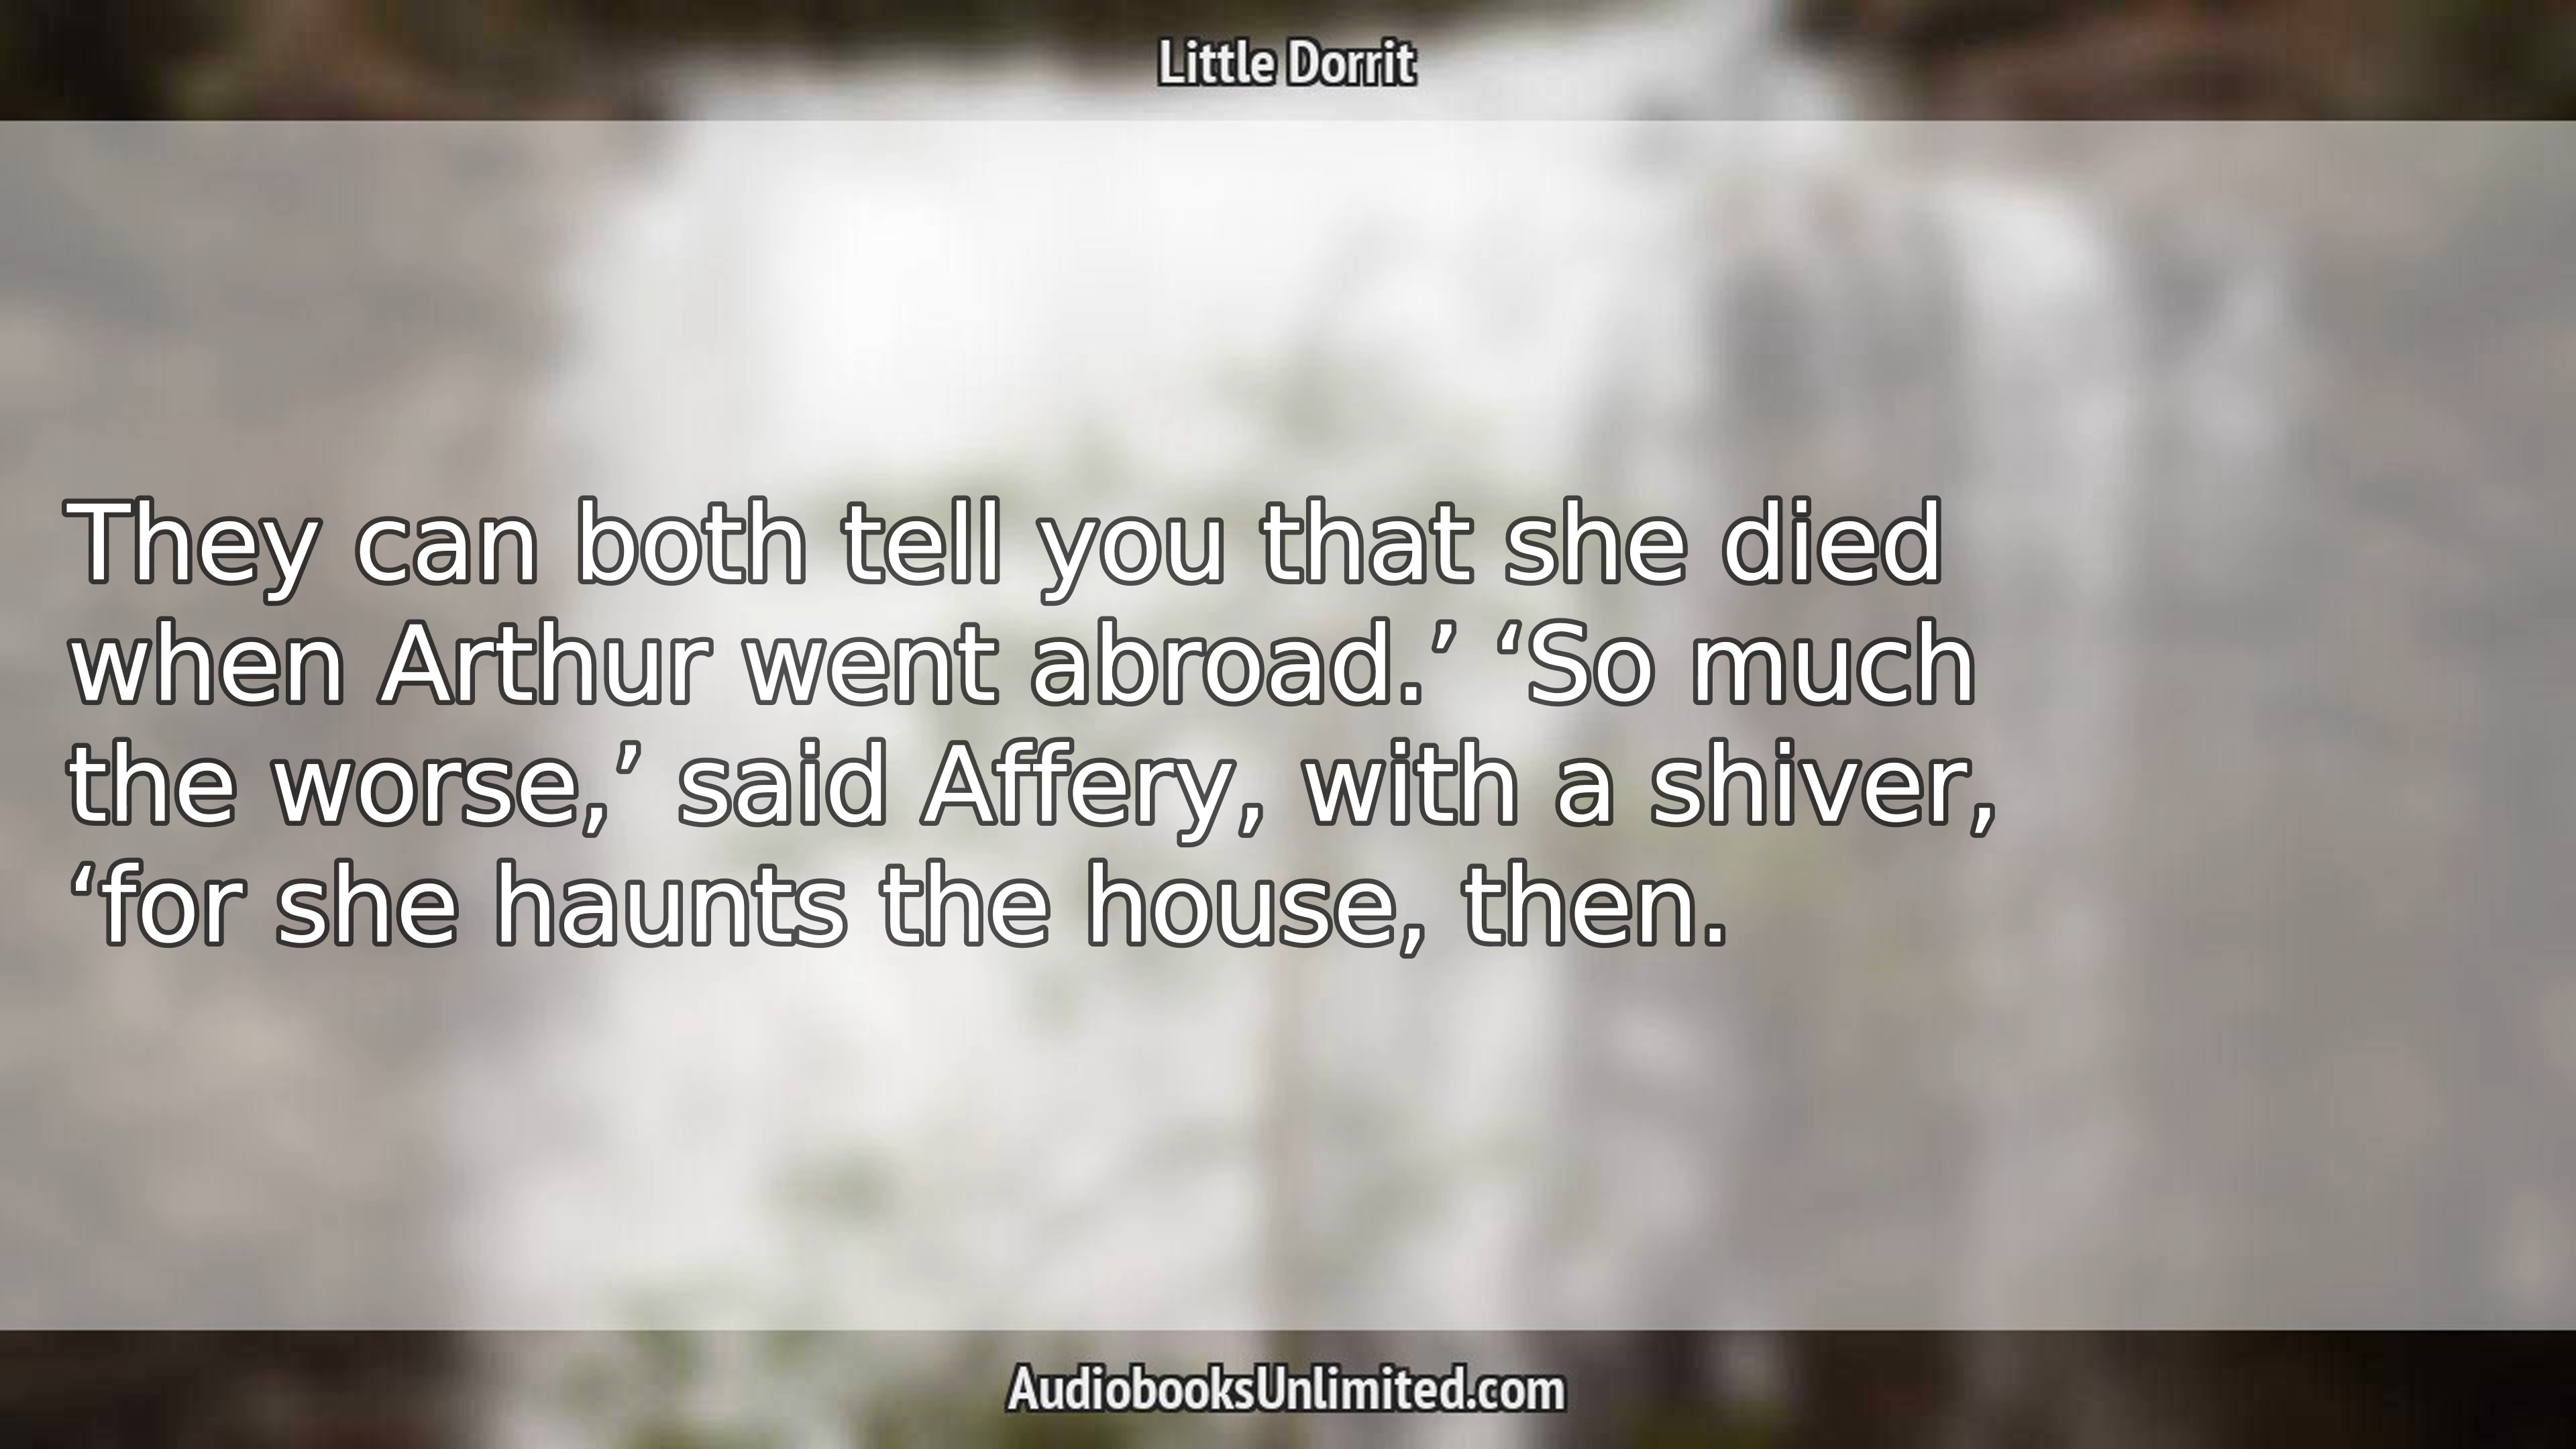 Little Dorrit
They can both tell you that she died
when Arthur went abroad.’ ‘So much
the worse,’ said Affery, with a shiver,
‘for she haunts the house, then.
AudiobooksUnlimited.com